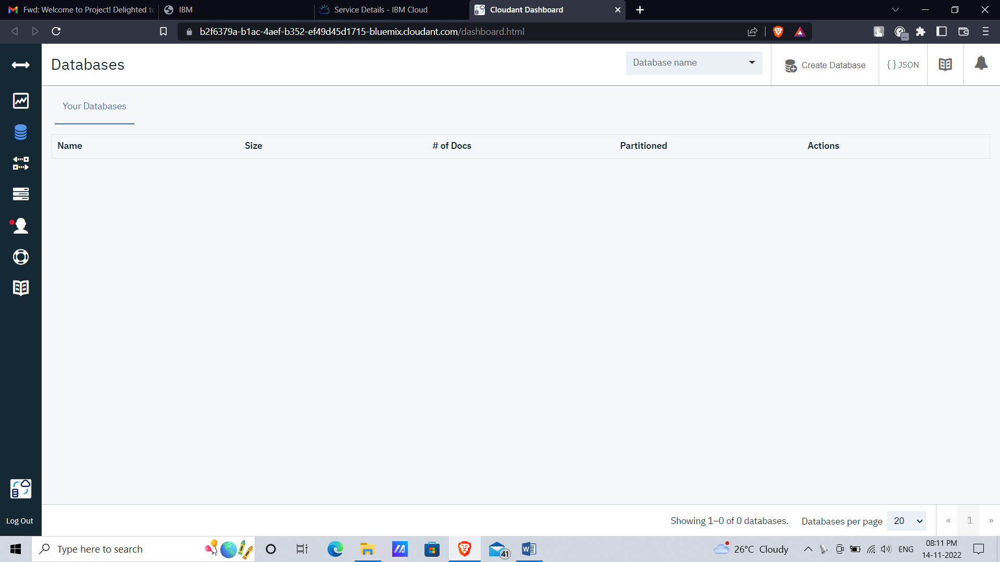 Fwd: Welcome to Project! Delighted to
IBM
Service Details - IBM Cloud
Cloudant Dashboard
b2f6379a-b1ac-4aef-b352-ef49d45d1715-bluemix.cloudant.com/dashboard.html
Databases
Database name
Create Database
{ } JSON
Your Databases
Name Size # of Docs Partitioned Actions
Log Out
Showing 1–0 of 0 databases.
Databases per page 20
« 1 »
Type here to search
41
26°C Cloudy
ENG
08:11 PM
14-11-2022